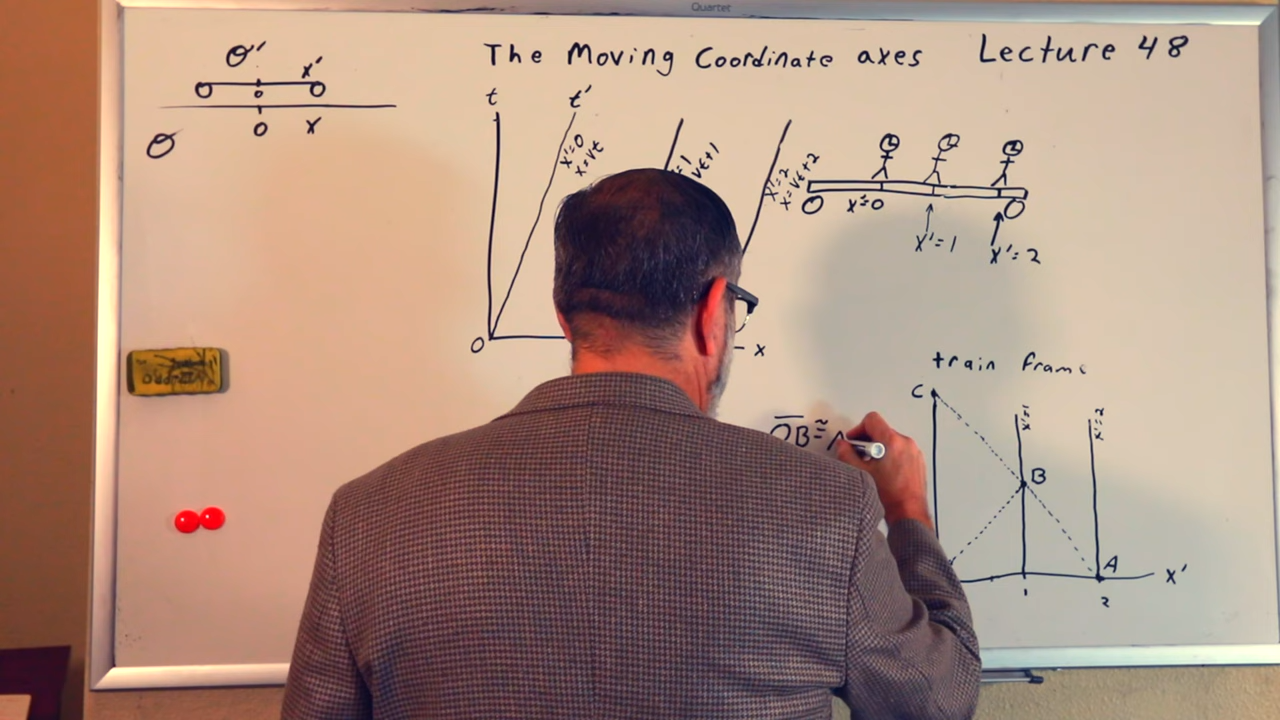 Quartet
The Moving Coordinate axes Lecture 48
O'
x'
o
O
0 x
t t'
x'=0
x=vt
=1
vt+1
x'=2
x=vt+2
0
x
x'=0
x'=1
x'=2
train frame
C
x'=1
x'=2
B
A
x'
1
2
OB≅A